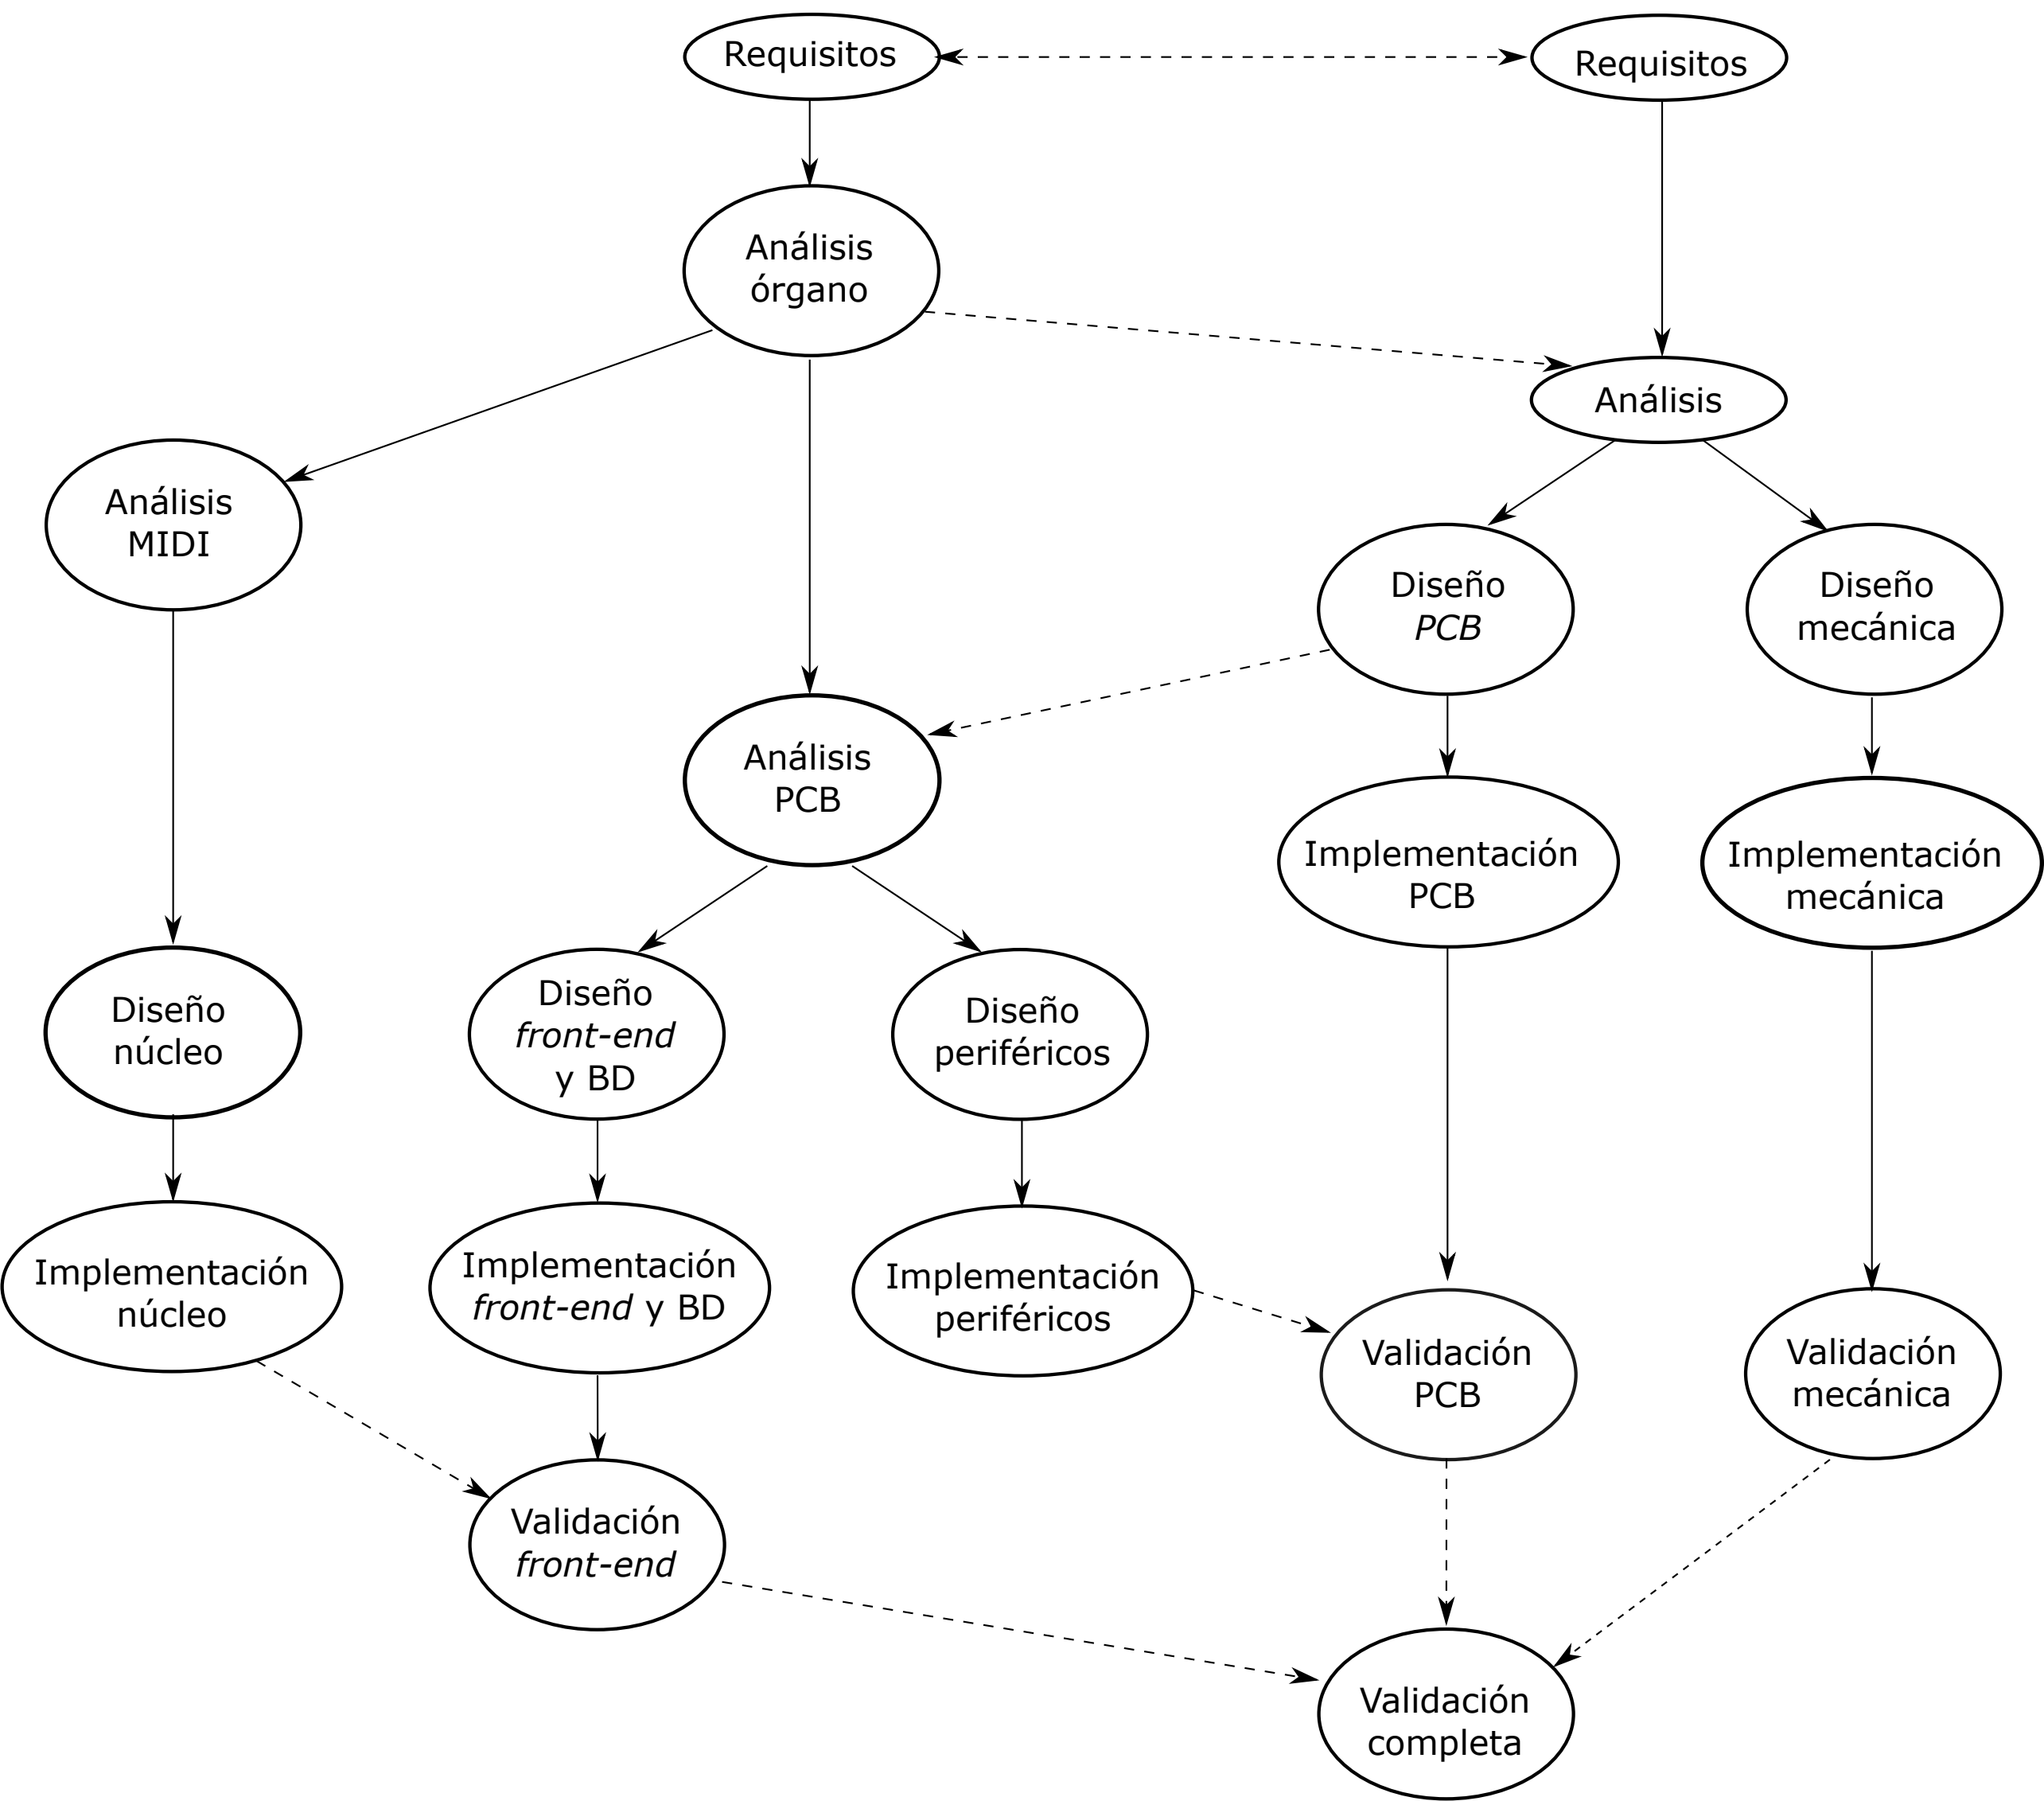 Requisitos
Requisitos
Análisis
órgano
Análisis
Análisis
MIDI
Diseño
PCB
Diseño
mecánica
Análisis
PCB
Implementación
PCB
Implementación
mecánica
Diseño
núcleo
Diseño
front-end
y BD
Diseño
periféricos
Implementación
núcleo
Implementación
front-end y BD
Implementación
periféricos
Validación
PCB
Validación
mecánica
Validación
front-end
Validación
completa